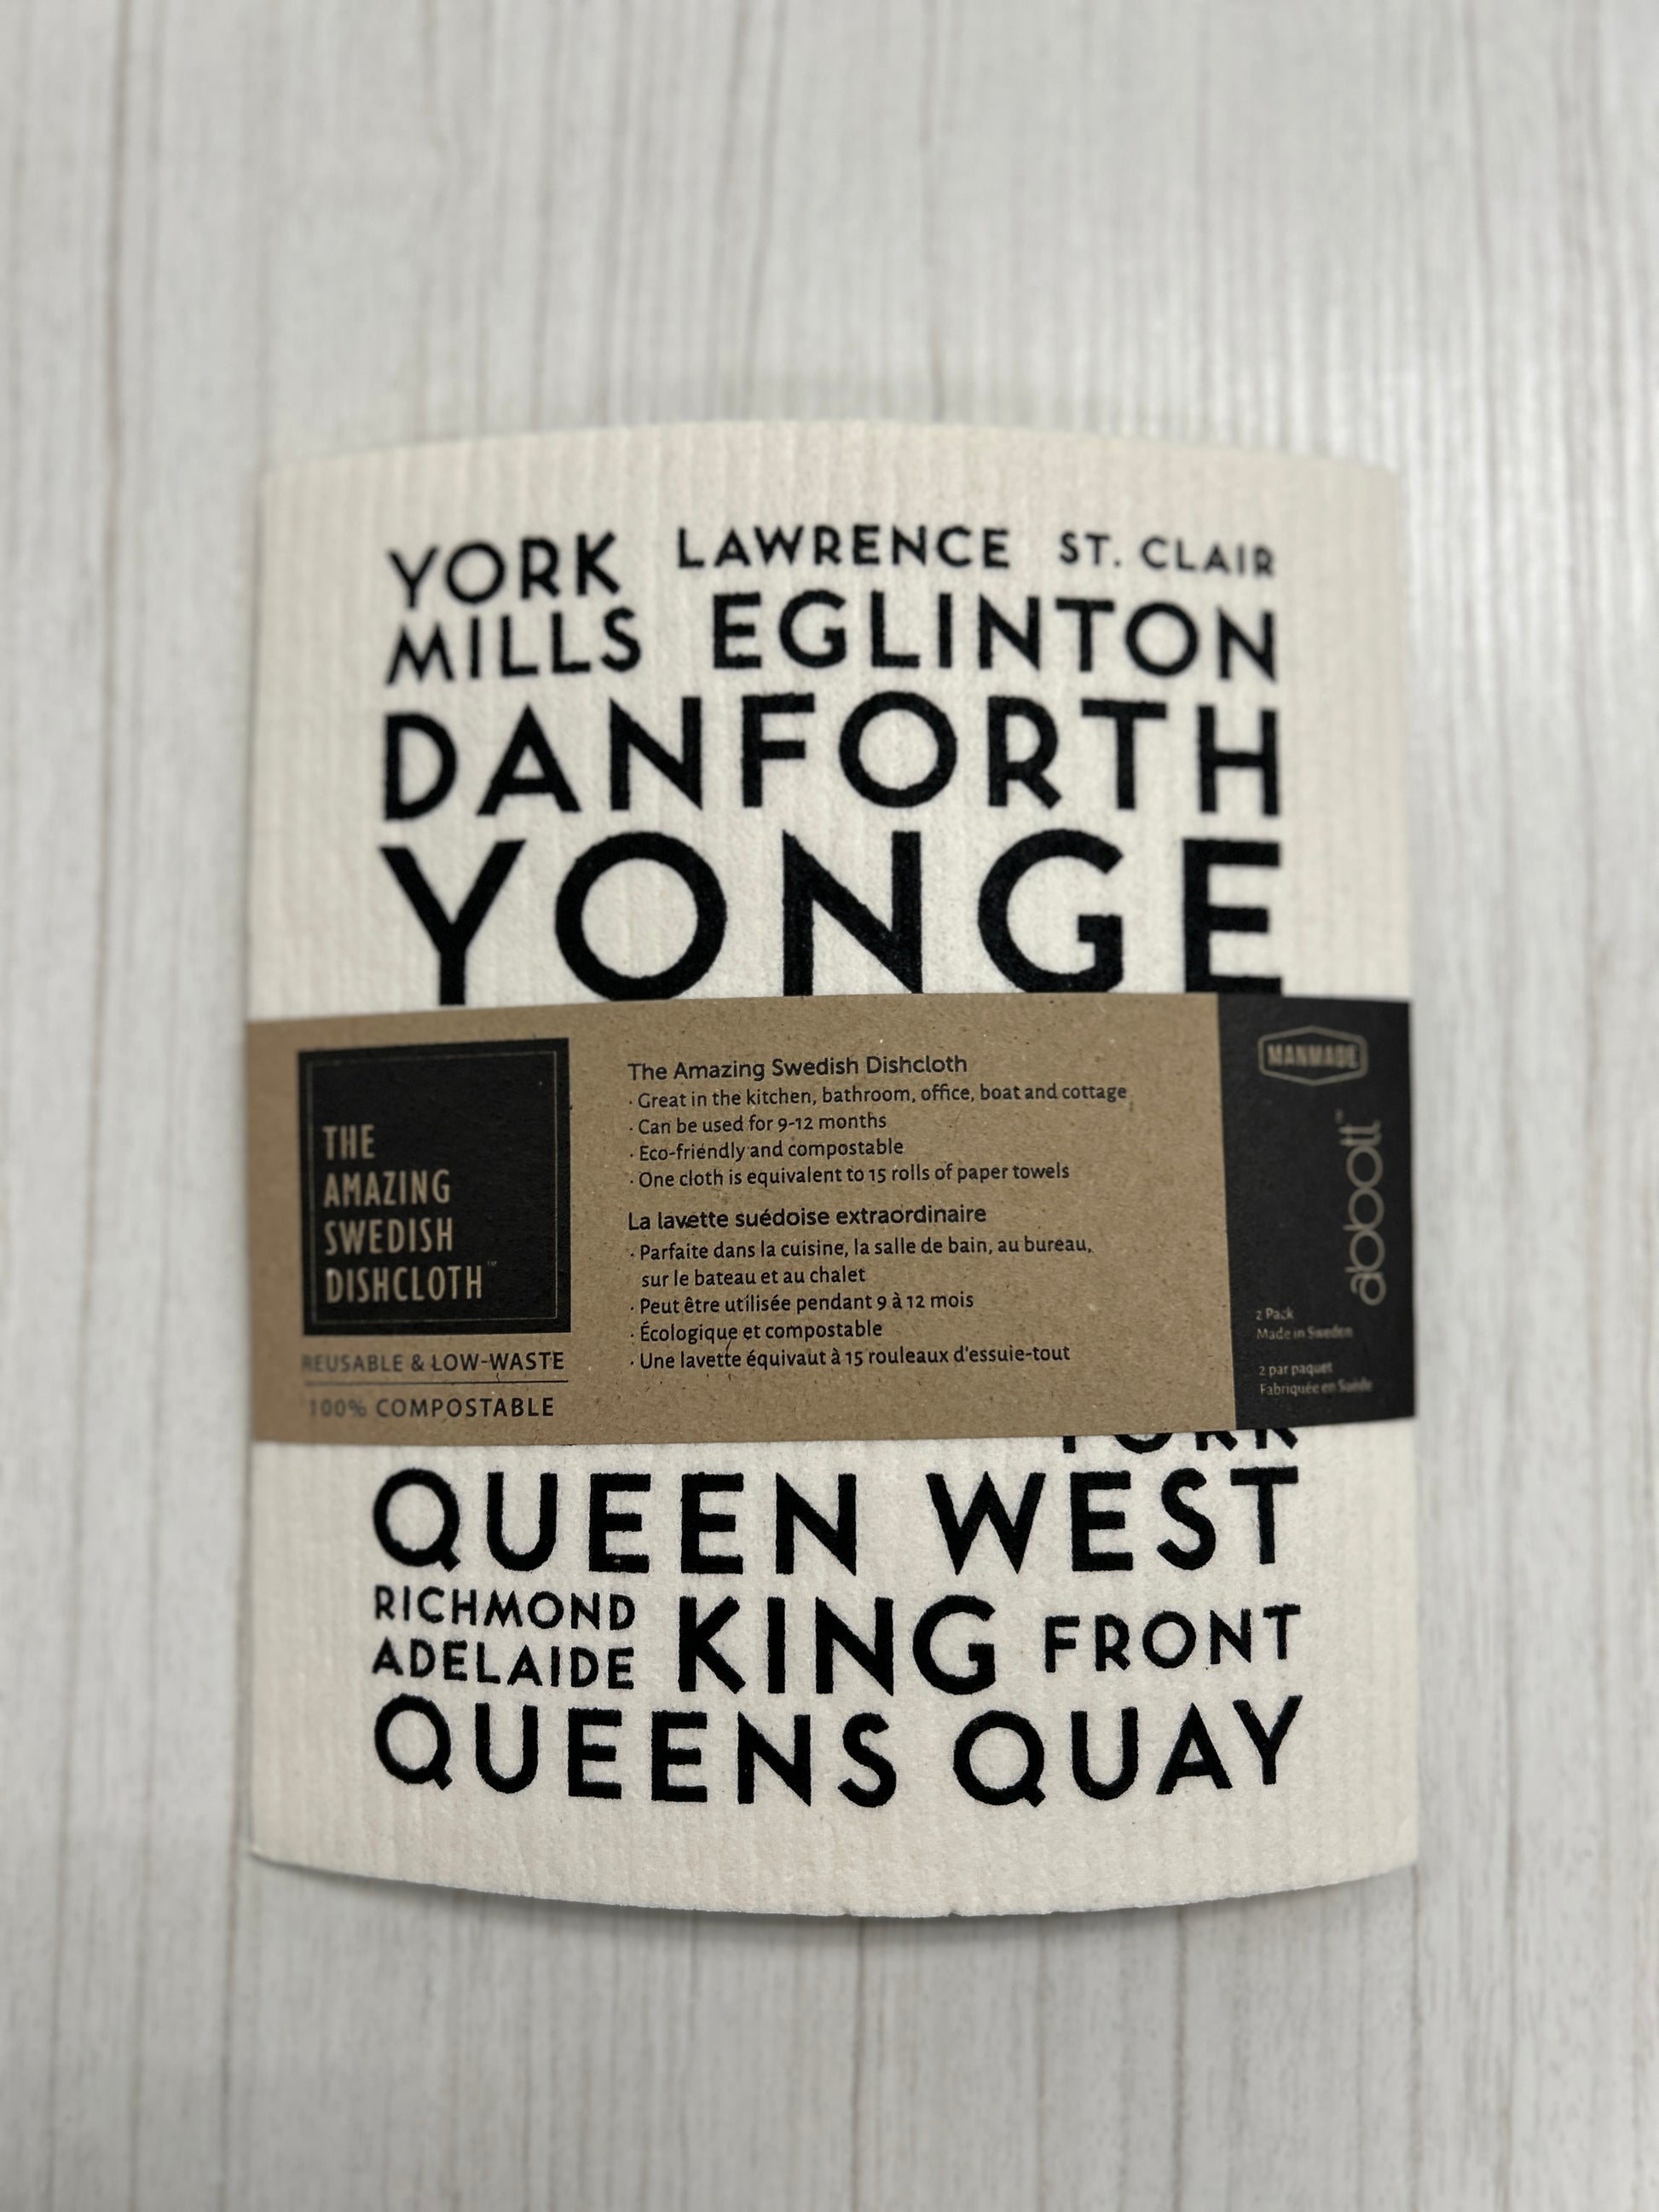 YORK LAWRENCE ST. CLAIR
MILLS EGLINTON
DANFORTH
YONGE
THE
AMAZING
SWEDISH
DISHCLOTH™
REUSABLE & LOW-WASTE
100% COMPOSTABLE
The Amazing Swedish Dishcloth
· Great in the kitchen, bathroom, office, boat and cottage
· Can be used for 9-12 months
· Eco-friendly and compostable
· One cloth is equivalent to 15 rolls of paper towels
La lavette suédoise extraordinaire
· Parfaite dans la cuisine, la salle de bain, au bureau,
sur le bateau et au chalet
· Peut être utilisée pendant 9 à 12 mois
· Écologique et compostable
· Une lavette équivaut à 15 rouleaux d'essuie-tout
MANMADE
abbott™
2 Pack
Made in Sweden
2 par paquet
Fabriquée en Suède
YORK
QUEEN WEST
RICHMOND KING FRONT
ADELAIDE
QUEENS QUAY